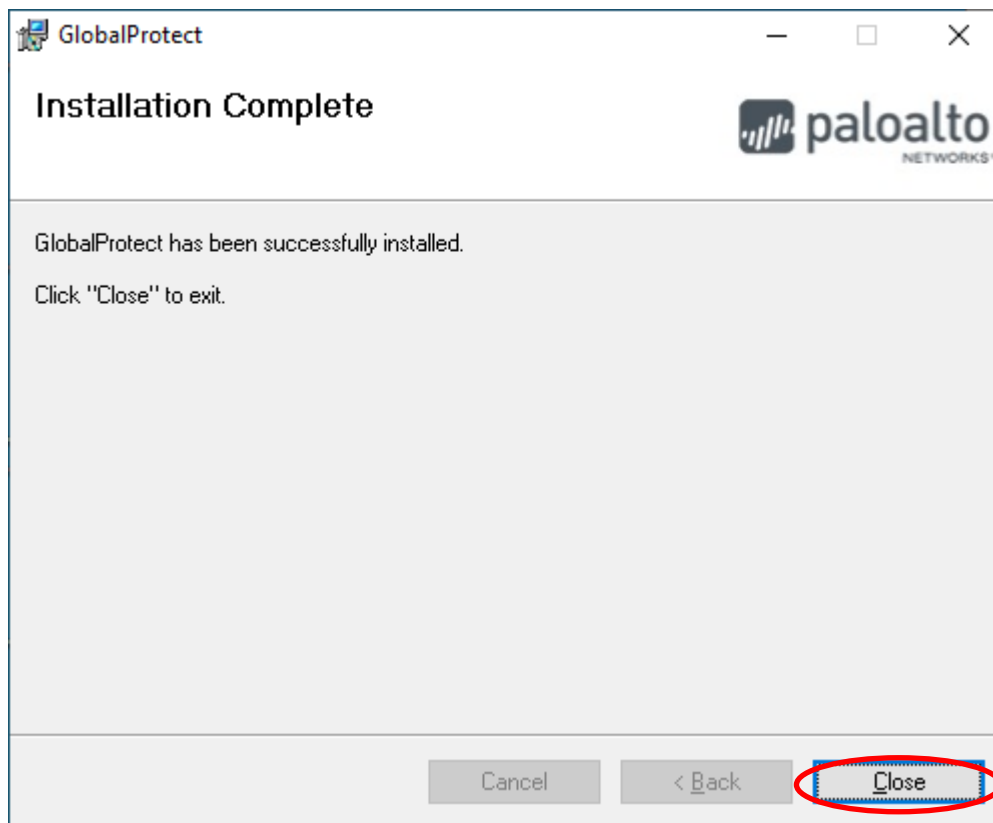 GlobalProtect
Installation Complete
paloalto
NETWORKS
GlobalProtect has been successfully installed.
Click "Close" to exit.
Cancel
< Back
Close